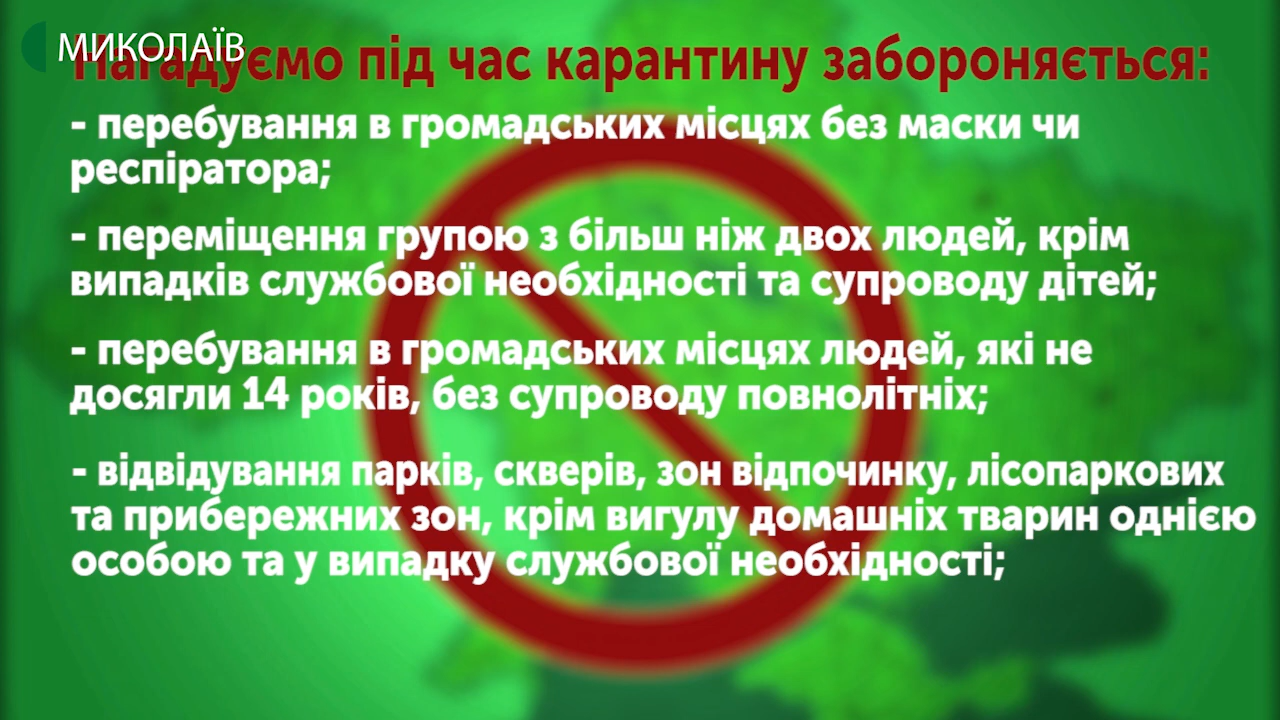 МИКОЛАЇВ
Нагадуємо під час карантину забороняється:
- перебування в громадських місцях без маски чи
респіратора;
- переміщення групою з більш ніж двох людей, крім
випадків службової необхідності та супроводу дітей;
- перебування в громадських місцях людей, які не
досягли 14 років, без супроводу повнолітніх;
- відвідування парків, скверів, зон відпочинку, лісопаркових
та прибережних зон, крім вигулу домашніх тварин однією
особою та у випадку службової необхідності;